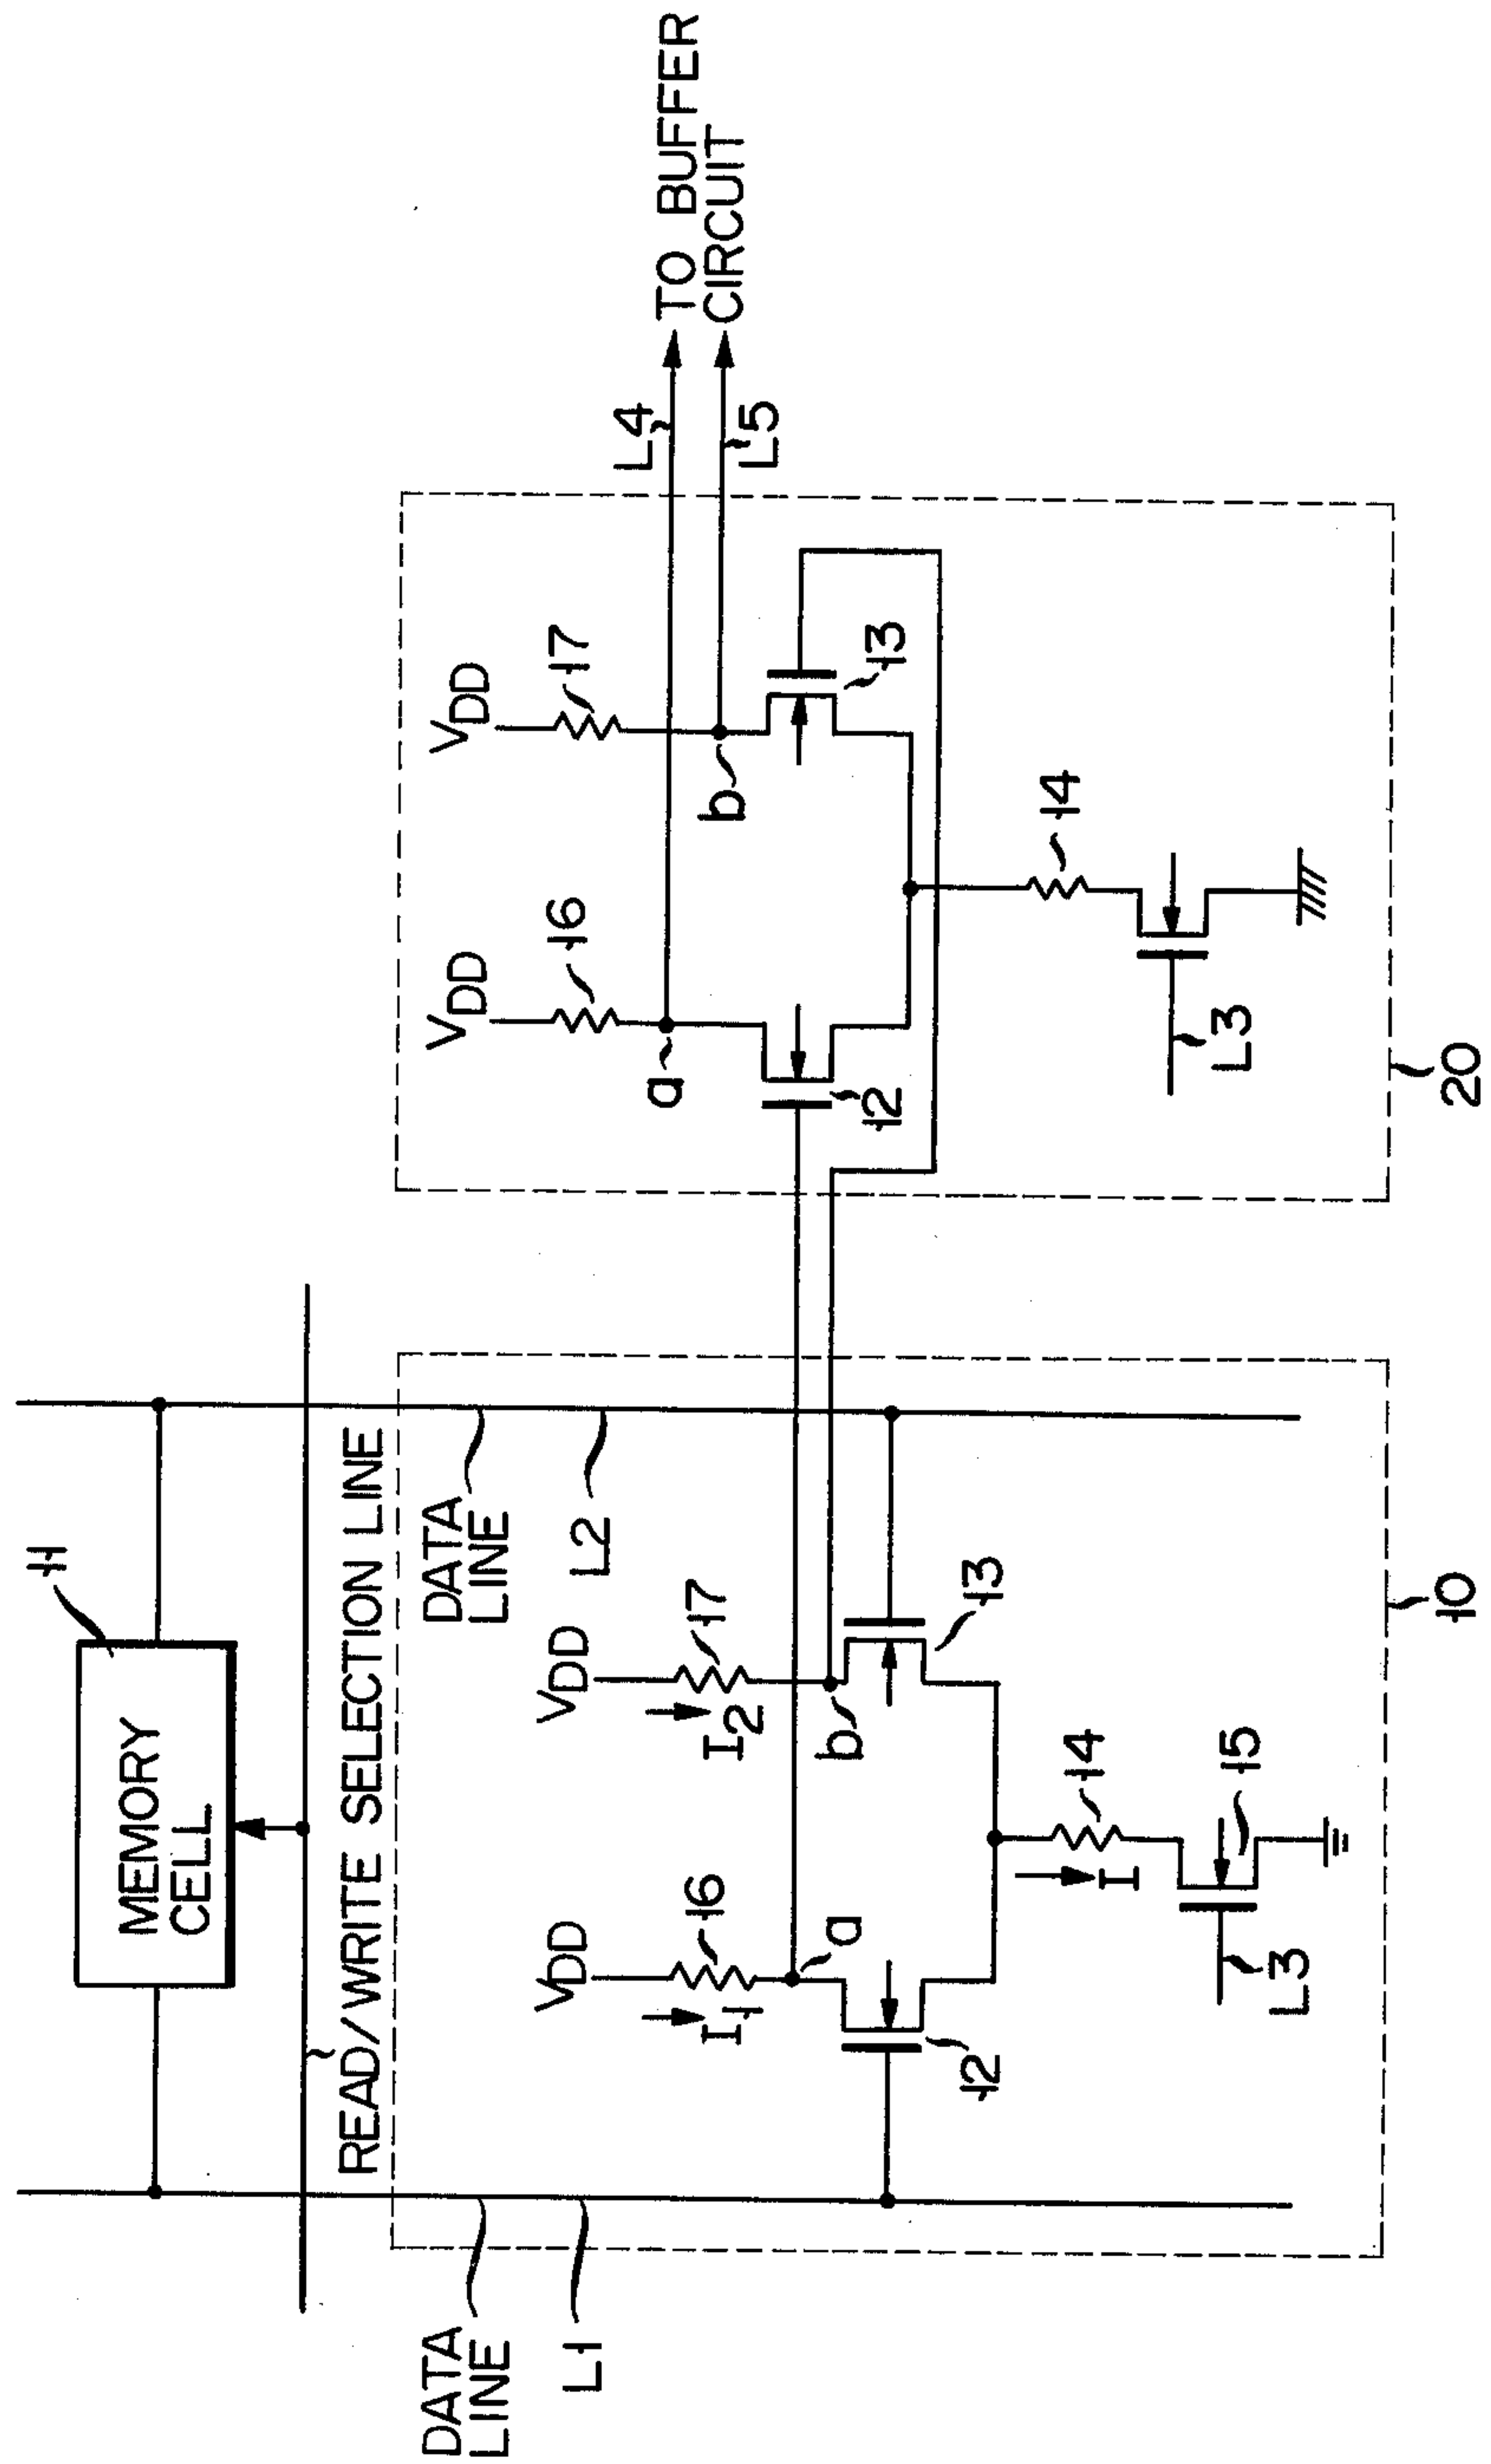 11
MEMORY
CELL
READ/WRITE SELECTION LINE
DATA
LINE
L1
DATA
LINE
L2
VDD
16
I1
a
VDD
17
I2
b
12
13
14
I
15
L3
10
VDD
16
a
VDD
17
b
12
13
14
L3
20
L4
L5
TO BUFFER
CIRCUIT